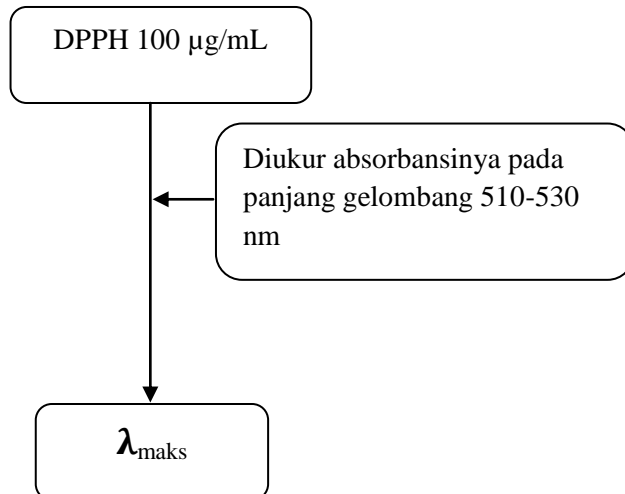 DPPH 100 µg/mL
Diukur absorbansinya pada
panjang gelombang 510-530
nm
λmaks